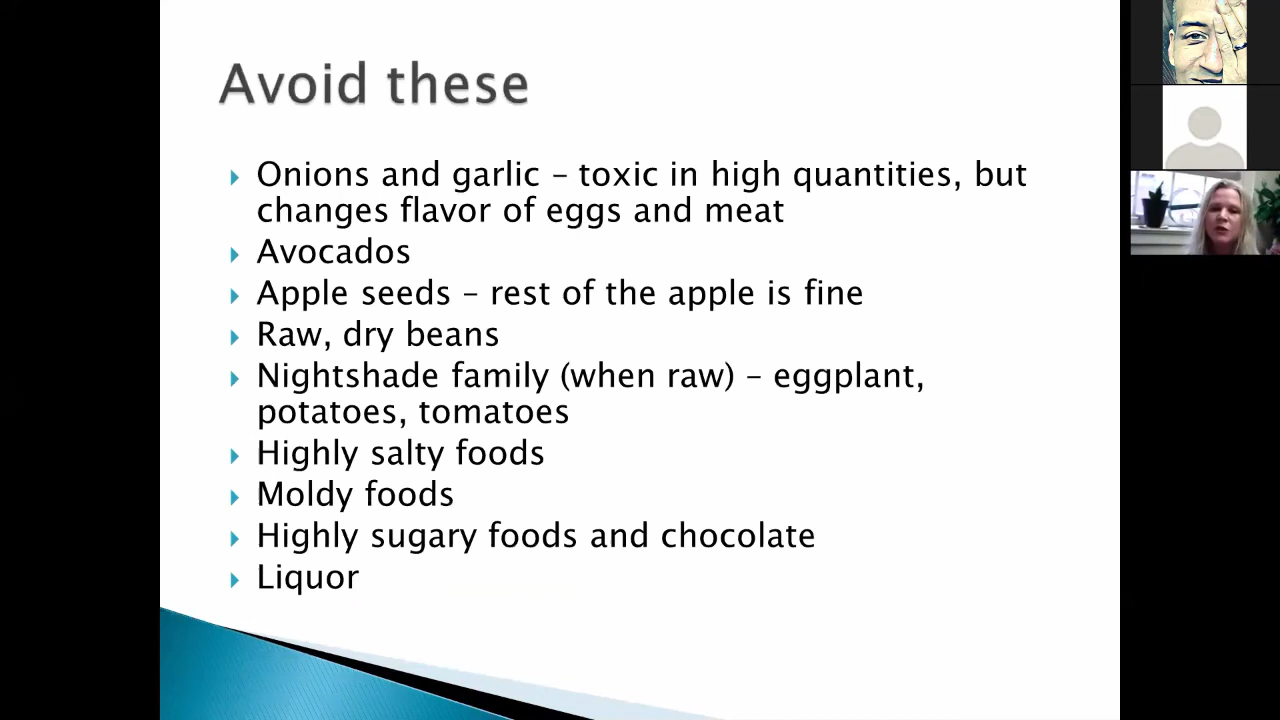 Avoid these
Onions and garlic – toxic in high quantities, but
changes flavor of eggs and meat
Avocados
Apple seeds – rest of the apple is fine
Raw, dry beans
Nightshade family (when raw) – eggplant,
potatoes, tomatoes
Highly salty foods
Moldy foods
Highly sugary foods and chocolate
Liquor